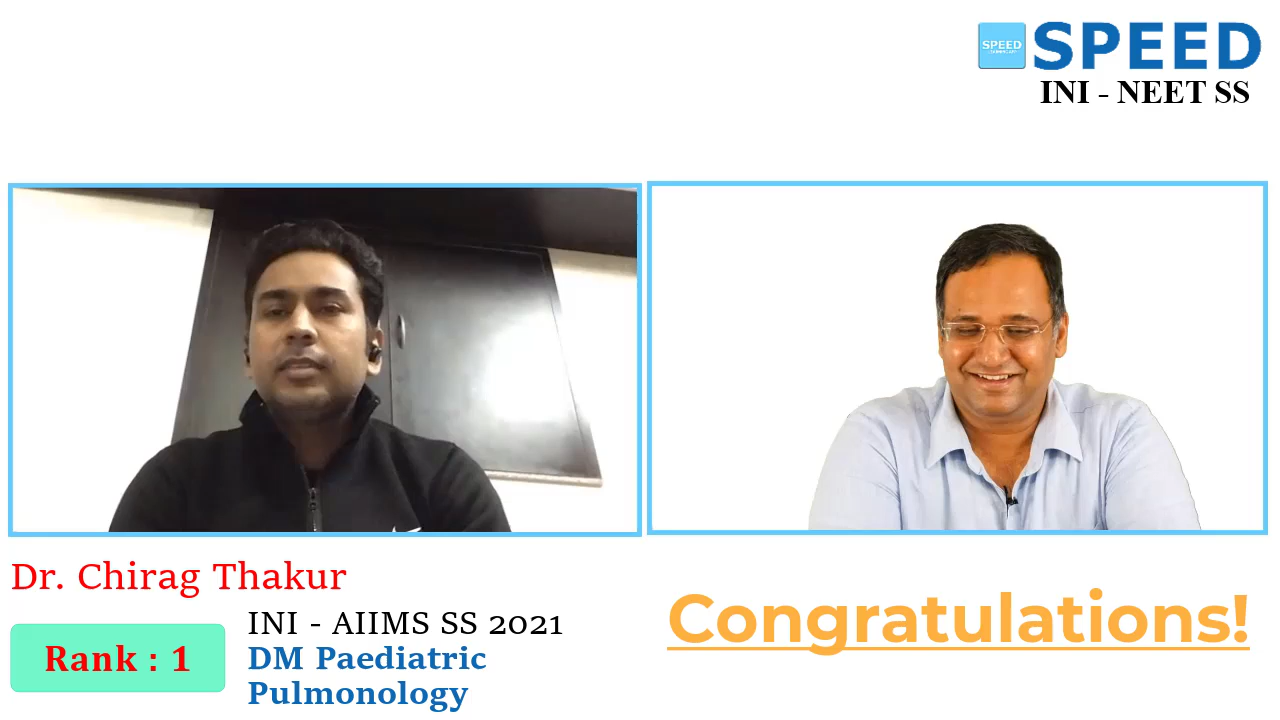 SPEED
SPEED
INI - NEET SS
Dr. Chirag Thakur
INI - AIIMS SS 2021
Rank : 1
DM Paediatric
Pulmonology
Congratulations!